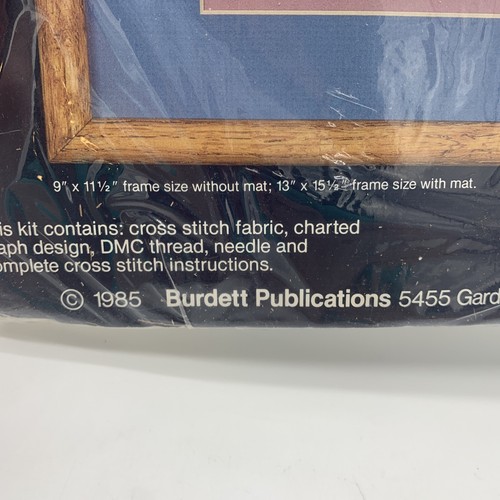 9" x 11½" frame size without mat; 13" x 15½" frame size with mat.
is kit contains: cross stitch fabric, charted
aph design, DMC thread, needle and
omplete cross stitch instructions.
© 1985 Burdett Publications 5455 Gard